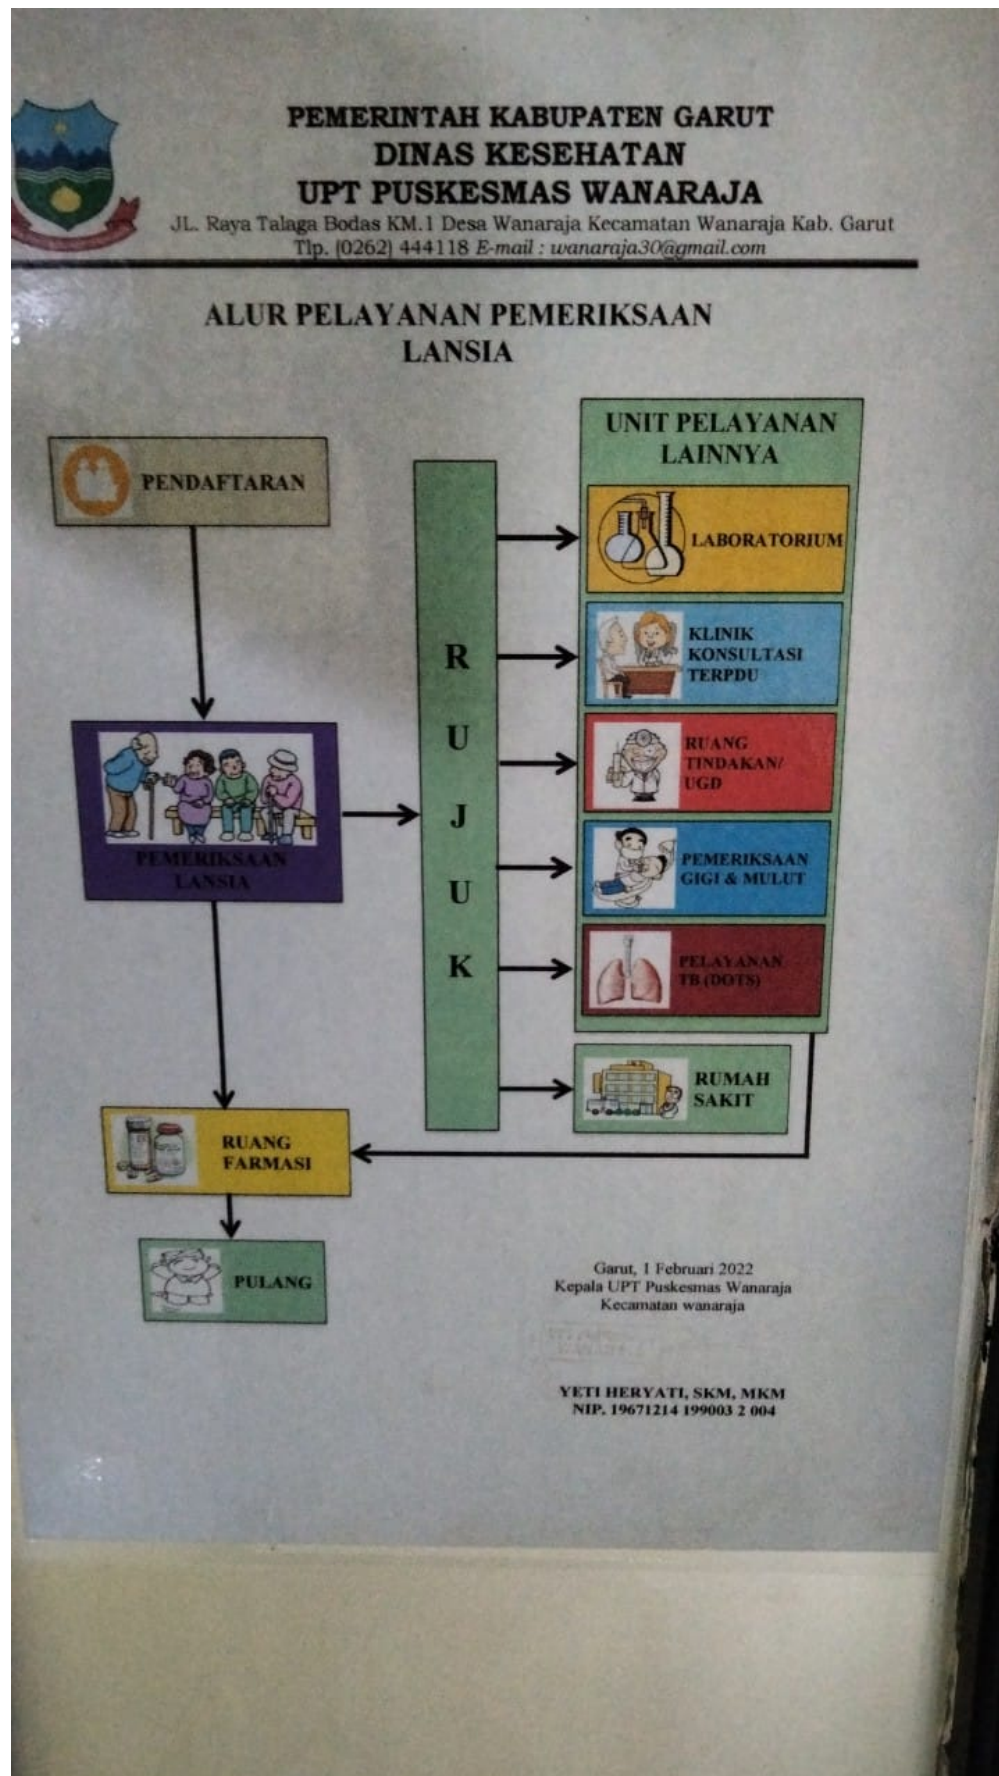 PEMERINTAH KABUPATEN GARUT
DINAS KESEHATAN
UPT PUSKESMAS WANARAJA
JL. Raya Talaga Bodas KM.1 Desa Wanaraja Kecamatan Wanaraja Kab. Garut
Tlp. (0262) 444118 E-mail : wanaraja30@gmail.com
ALUR PELAYANAN PEMERIKSAAN
LANSIA
PENDAFTARAN
PEMERIKSAAN
LANSIA
R
U
J
U
K
UNIT PELAYANAN
LAINNYA
LABORATORIUM
KLINIK
KONSULTASI
TERPDU
RUANG
TINDAKAN/
UGD
PEMERIKSAAN
GIGI & MULUT
PELAYANAN
TB (DOTS)
RUMAH
SAKIT
RUANG
FARMASI
PULANG
Garut, 1 Februari 2022
Kepala UPT Puskesmas Wanaraja
Kecamatan wanaraja
YETI HERYATI, SKM, MKM
NIP. 19671214 199003 2 004